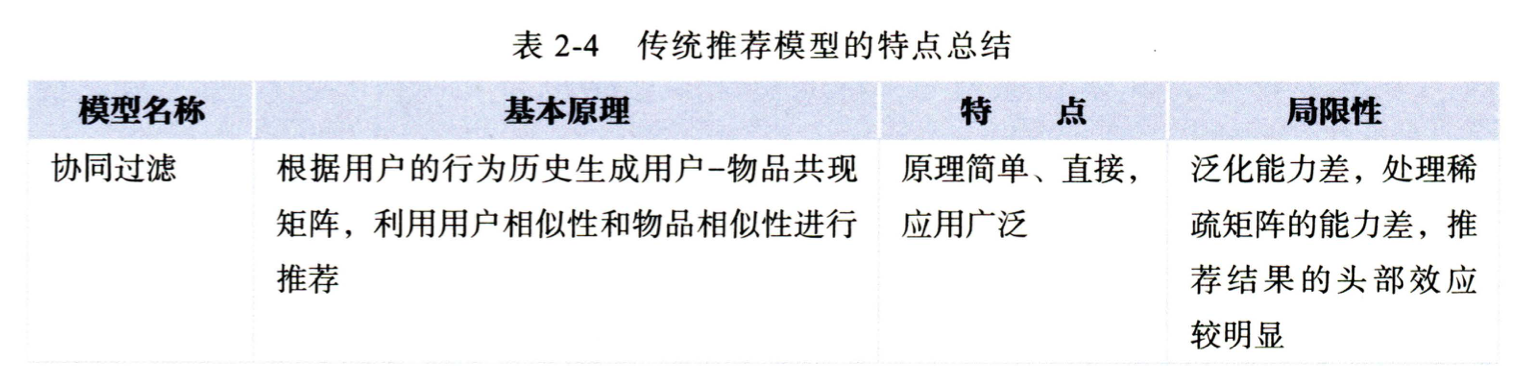 表 2-4 传统推荐模型的特点总结
模型名称 基本原理 特 点 局限性
协同过滤 根据用户的行为历史生成用户–物品共现 原理简单、直接， 泛化能力差，处理稀
矩阵，利用用户相似性和物品相似性进行 应用广泛 疏矩阵的能力差，推
推荐 荐结果的头部效应
较明显